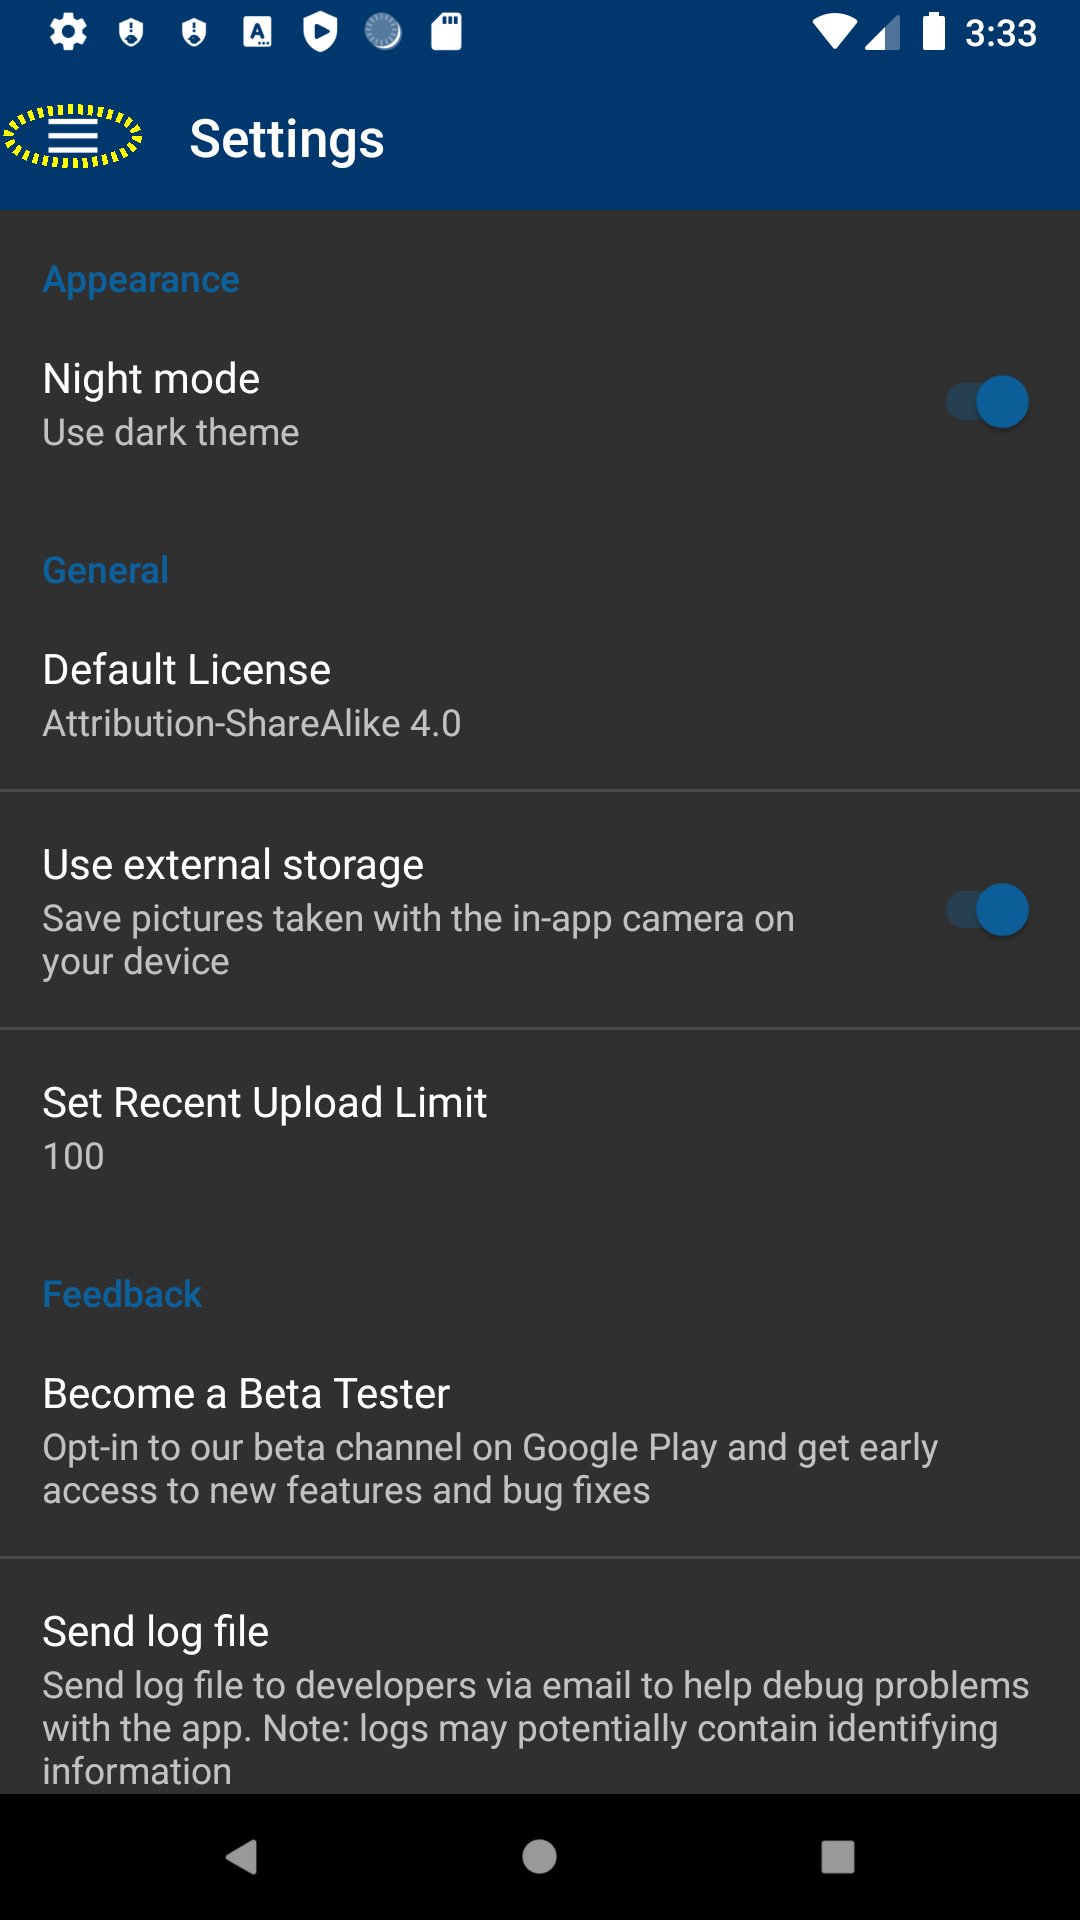 3:33
Settings
Appearance
Night mode
Use dark theme
General
Default License
Attribution-ShareAlike 4.0
Use external storage
Save pictures taken with the in-app camera on
your device
Set Recent Upload Limit
100
Feedback
Become a Beta Tester
Opt-in to our beta channel on Google Play and get early
access to new features and bug fixes
Send log file
Send log file to developers via email to help debug problems
with the app. Note: logs may potentially contain identifying
information